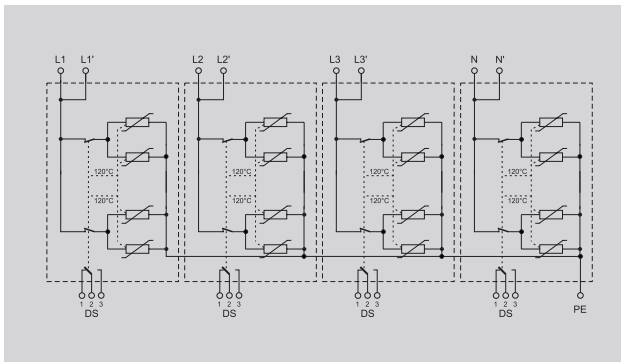 L1 L1' L2 L2' L3 L3' N N'
120°C 120°C 120°C 120°C
120°C 120°C 120°C 120°C
1 2 3 1 2 3 1 2 3 1 2 3
DS DS DS DS PE